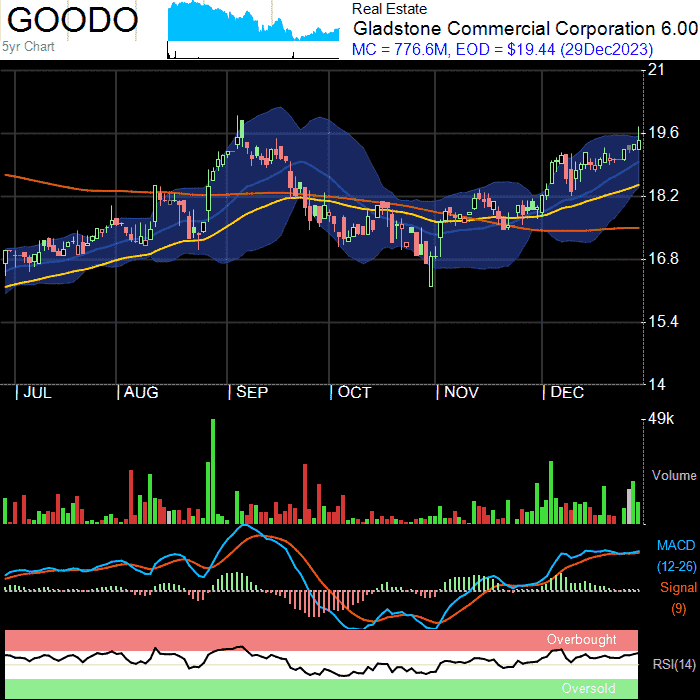 GOODO
5yr Chart
Real Estate
Gladstone Commercial Corporation 6.00
MC = 776.6M, EOD = $19.44 (29Dec2023)
21
19.6
18.2
16.8
15.4
14
JUL AUG SEP OCT NOV DEC
49k
Volume
MACD
(12-26)
Signal
(9)
Overbought
RSI(14)
Oversold